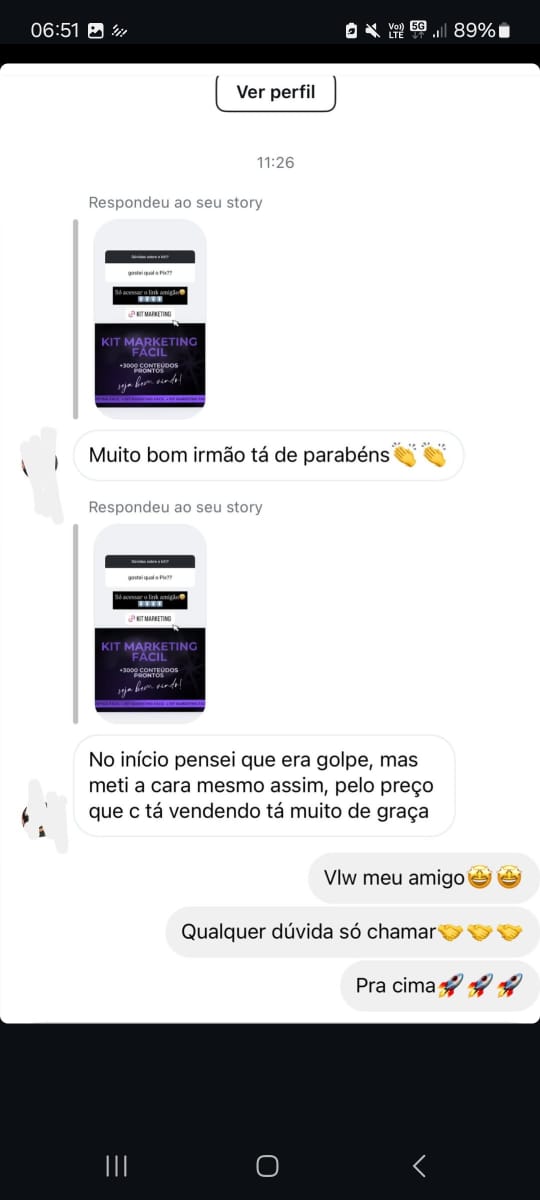 06:51
Vo)) LTE
5G
89%
Ver perfil
11:26
Respondeu ao seu story
Dúvidas sobre o Kit?
gostei qual o Pix??
Só acessar o link amigão🤩
⬇️⬇️⬇️⬇️
KIT MARKETING
KIT MARKETING
FÁCIL
+3000 CONTEÚDOS
PRONTOS
seja bem vindo!
Muito bom irmão tá de parabéns👏👏
Respondeu ao seu story
Dúvidas sobre o Kit?
gostei qual o Pix??
Só acessar o link amigão🤩
⬇️⬇️⬇️⬇️
KIT MARKETING
KIT MARKETING
FÁCIL
+3000 CONTEÚDOS
PRONTOS
seja bem vindo!
No início pensei que era golpe, mas
meti a cara mesmo assim, pelo preço
que c tá vendendo tá muito de graça
Vlw meu amigo🤩🤩
Qualquer dúvida só chamar🤝🤝🤝
Pra cima🚀🚀🚀